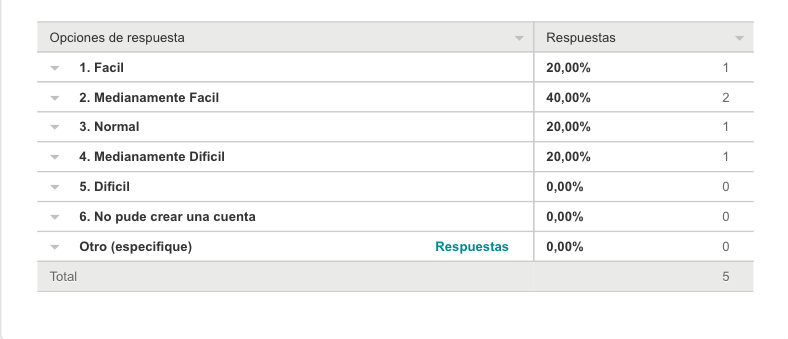 Opciones de respuesta Respuestas
1. Facil 20,00% 1
2. Medianamente Facil 40,00% 2
3. Normal 20,00% 1
4. Medianamente Dificil 20,00% 1
5. Dificil 0,00% 0
6. No pude crear una cuenta 0,00% 0
Otro (especifique) Respuestas 0,00% 0
Total 5